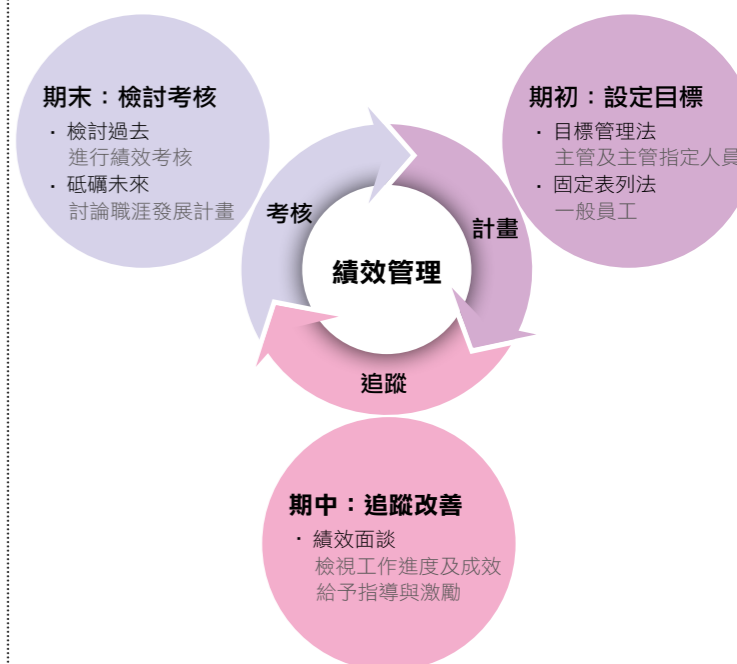 期末：檢討考核
・檢討過去
進行績效考核
・砥礪未來
討論職涯發展計畫
期初：設定目標
・目標管理法
主管及主管指定人員
・固定表列法
一般員工
考核
計畫
績效管理
追蹤
期中：追蹤改善
・績效面談
檢視工作進度及成效
給予指導與激勵